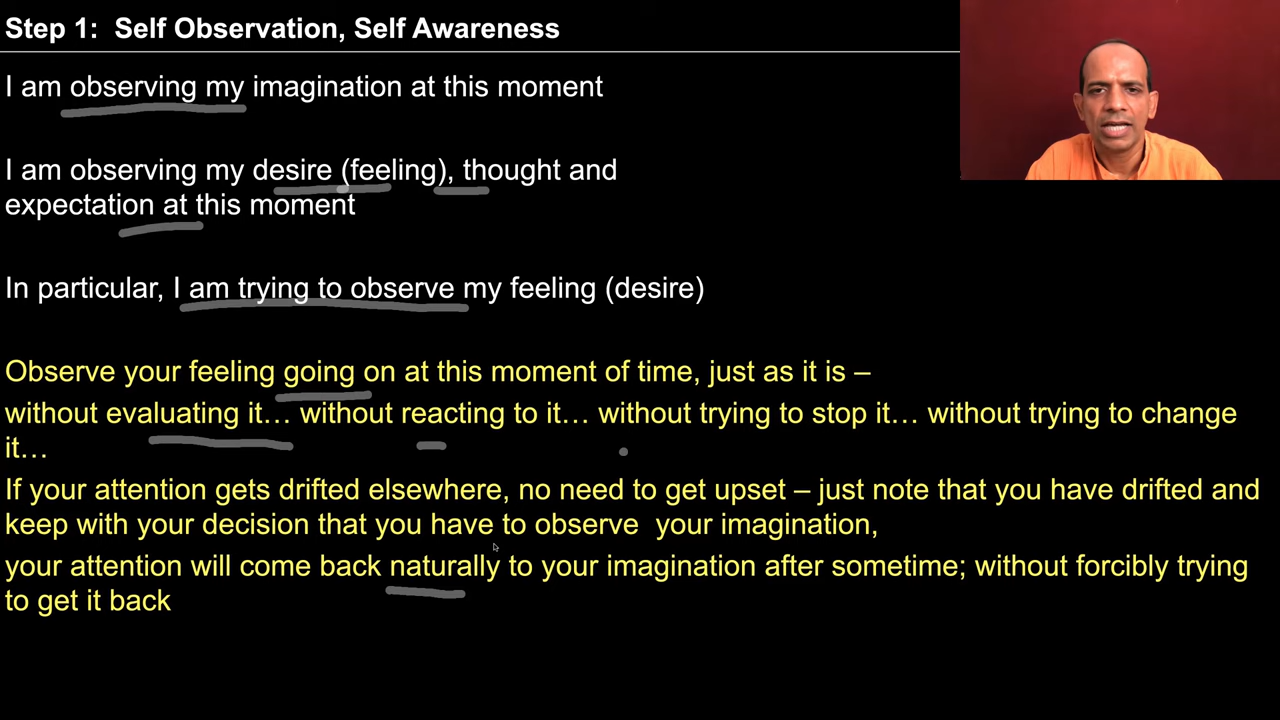 Step 1:  Self Observation, Self Awareness
I am observing my imagination at this moment
I am observing my desire (feeling), thought and
expectation at this moment
In particular, I am trying to observe my feeling (desire)
Observe your feeling going on at this moment of time, just as it is –
without evaluating it… without reacting to it… without trying to stop it… without trying to change
it…
If your attention gets drifted elsewhere, no need to get upset – just note that you have drifted and
keep with your decision that you have to observe  your imagination,
your attention will come back naturally to your imagination after sometime; without forcibly trying
to get it back